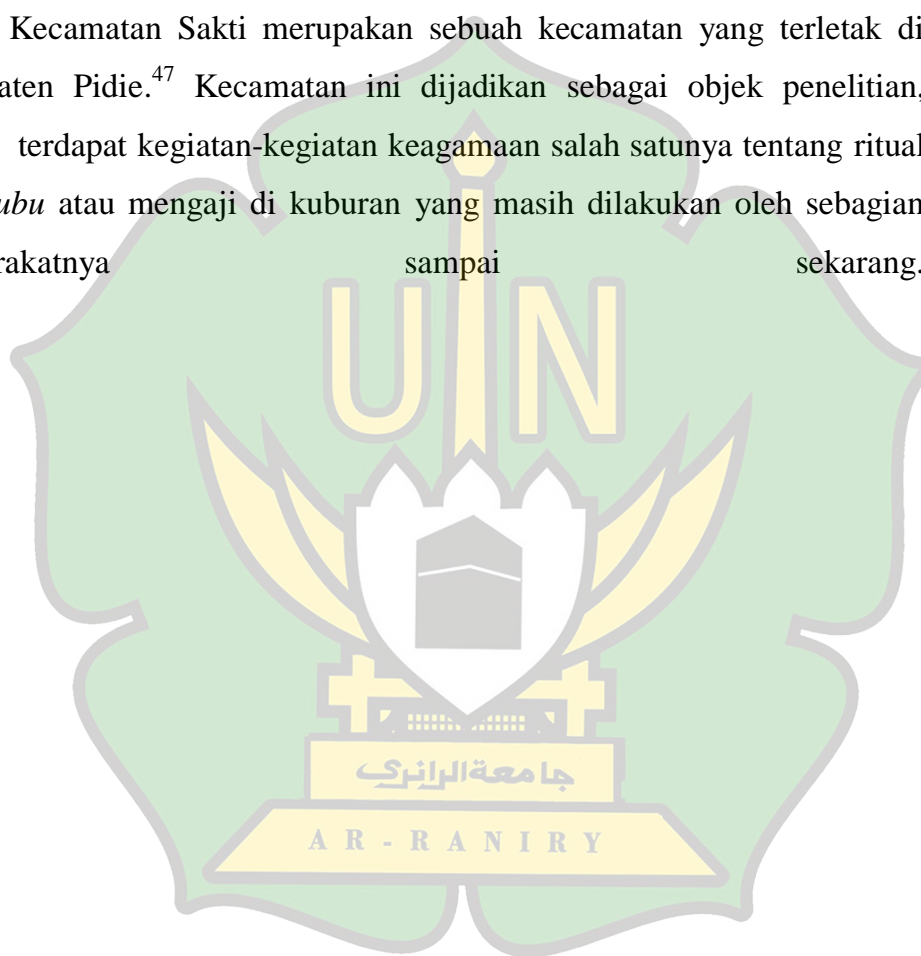 Kecamatan Sakti merupakan sebuah kecamatan yang terletak di
aten Pidie.47 Kecamatan ini dijadikan sebagai objek penelitian,
terdapat kegiatan-kegiatan keagamaan salah satunya tentang ritual
ubu atau mengaji di kuburan yang masih dilakukan oleh sebagian
rakatnya sampai sekarang.
UIN
جامعة الرانري
AR-RANIRY